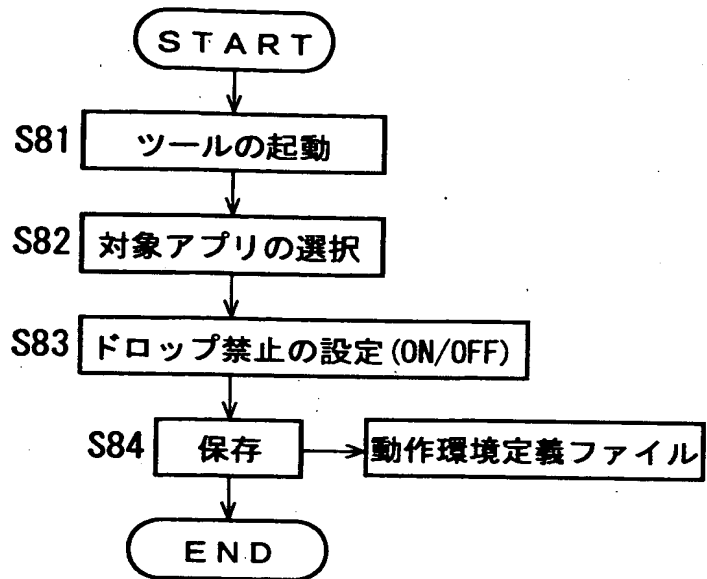 START
S81 ツールの起動
S82 対象アプリの選択
S83 ドロップ禁止の設定(ON/OFF)
S84 保存 動作環境定義ファイル
END